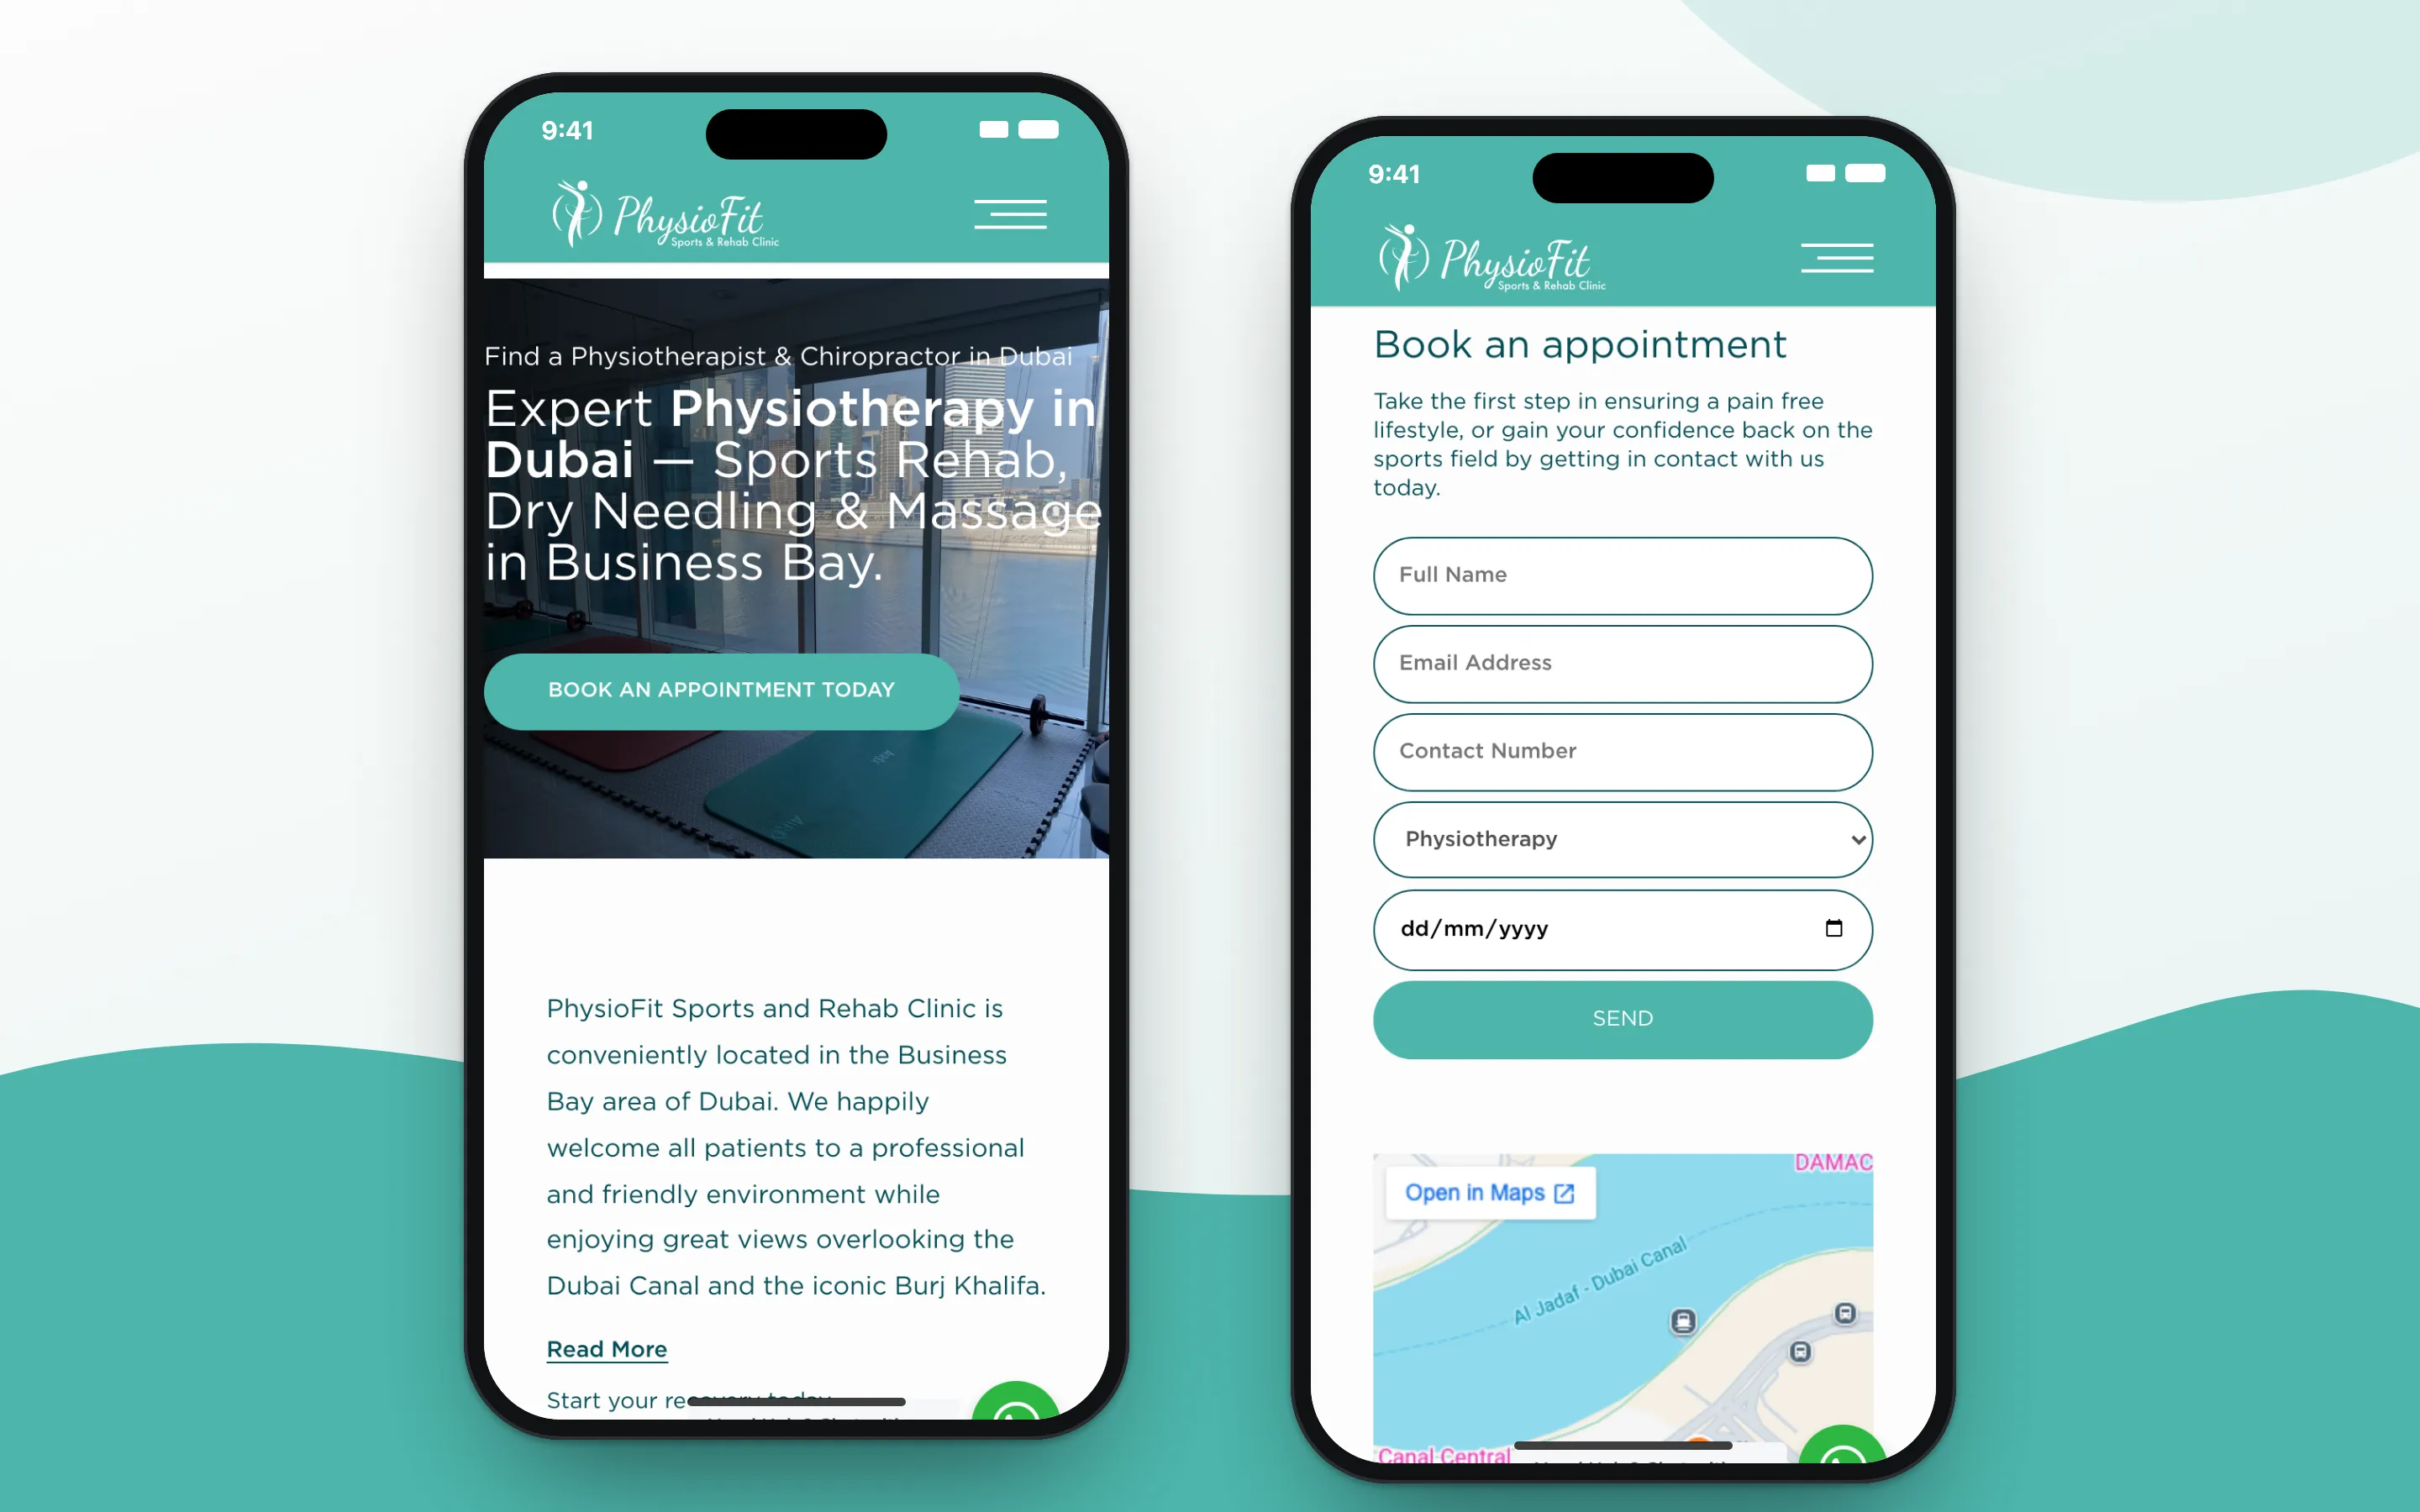 9:41
PhysioFit
Sports & Rehab Clinic
Find a Physiotherapist & Chiropractor in Dubai
Expert Physiotherapy in
Dubai — Sports Rehab,
Dry Needling & Massage
in Business Bay.
BOOK AN APPOINTMENT TODAY
PhysioFit Sports and Rehab Clinic is
conveniently located in the Business
Bay area of Dubai. We happily
welcome all patients to a professional
and friendly environment while
enjoying great views overlooking the
Dubai Canal and the iconic Burj Khalifa.
Read More
Start your recovery today
9:41
PhysioFit
Sports & Rehab Clinic
Book an appointment
Take the first step in ensuring a pain free
lifestyle, or gain your confidence back on the
sports field by getting in contact with us
today.
Full Name
Email Address
Contact Number
Physiotherapy
dd/mm/yyyy
SEND
DAMAC
Open in Maps
Al Jadaf - Dubai Canal
Canal Central